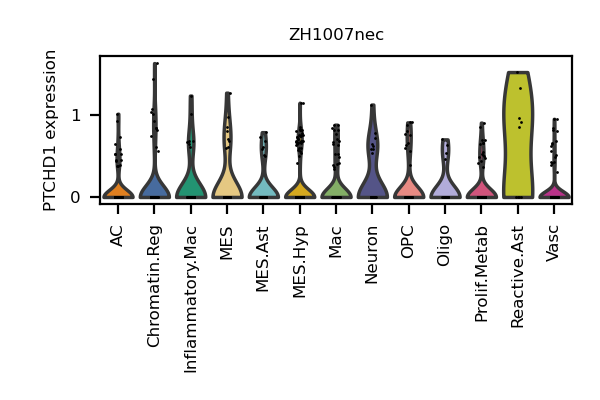 ZH1007nec
PTCHD1 expression
1
0
AC
Chromatin.Reg
Inflammatory.Mac
MES
MES.Ast
MES.Hyp
Mac
Neuron
OPC
Oligo
Prolif.Metab
Reactive.Ast
Vasc